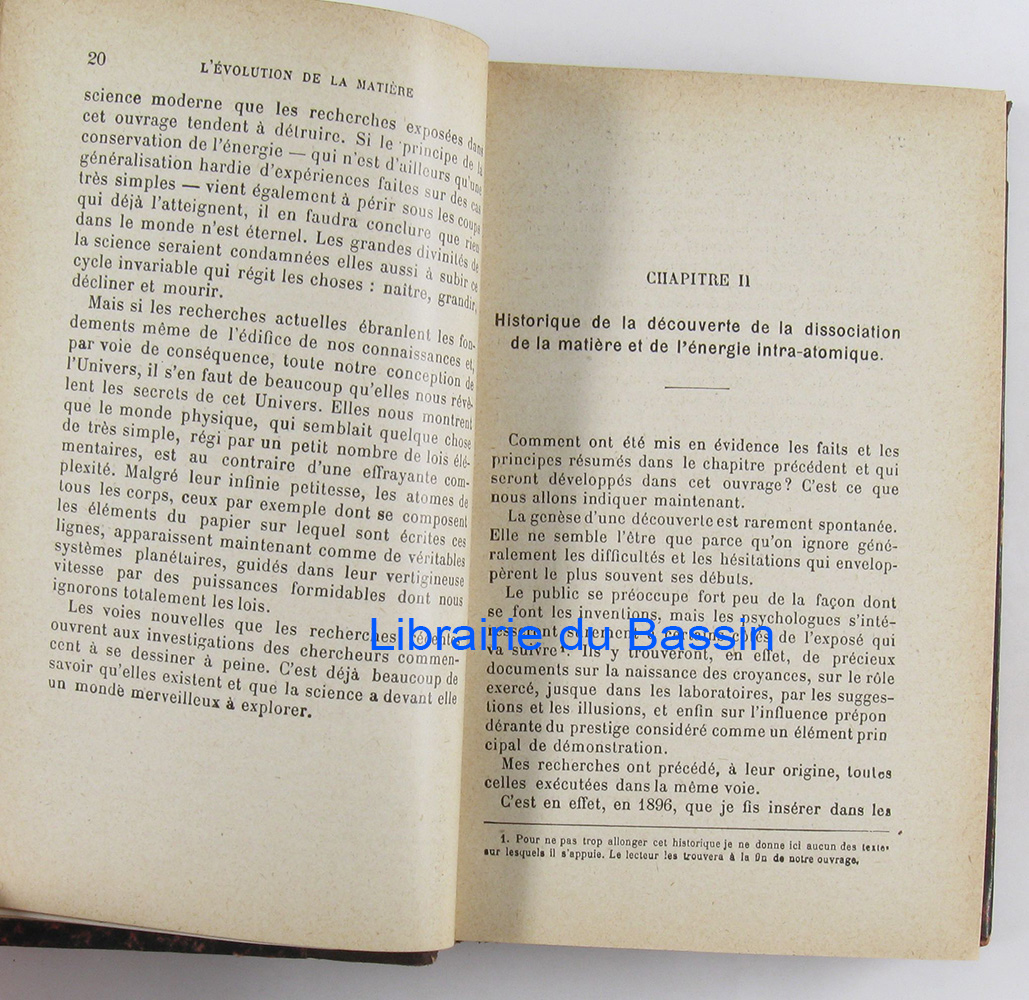 20
L'ÉVOLUTION DE LA MATIÈRE
science moderne que les recherches exposées dans
cet ouvrage tendent à détruire. Si le principe de la
conservation de l'énergie — qui n'est d'ailleurs qu'une
généralisation hardie d'expériences faites sur des cas
très simples — vient également à périr sous les coups
qui déjà l'atteignent, il en faudra conclure que rien
dans le monde n'est éternel. Les grandes divinités de
la science seraient condamnées elles aussi à subir ce
cycle invariable qui régit les choses : naître, grandir,
décliner et mourir.
Mais si les recherches actuelles ébranlent les fon-
dements même de l'édifice de nos connaissances et,
par voie de conséquence, toute notre conception de
l'Univers, il s'en faut de beaucoup qu'elles nous révè-
lent les secrets de cet Univers. Elles nous montrent
que le monde physique, qui semblait quelque chose
de très simple, régi par un petit nombre de lois élé-
mentaires, est au contraire d'une effrayante com-
plexité. Malgré leur infinie petitesse, les atomes de
tous les corps, ceux par exemple dont se composent
les éléments du papier sur lequel sont écrites ces
lignes, apparaissent maintenant comme de véritables
systèmes planétaires, guidés dans leur vertigineuse
vitesse par des puissances formidables dont nous
ignorons totalement les lois.
Les voies nouvelles que les recherches récentes
ouvrent aux investigations des chercheurs commen-
cent à se dessiner à peine. C'est déjà beaucoup de
savoir qu'elles existent et que la science a devant elle
un monde merveilleux à explorer.
CHAPITRE II
Historique de la découverte de la dissociation
de la matière et de l'énergie intra-atomique.
Comment ont été mis en évidence les faits et les
principes résumés dans le chapitre précédent et qui
seront développés dans cet ouvrage? C'est ce que
nous allons indiquer maintenant.
La genèse d'une découverte est rarement spontanée.
Elle ne semble l'être que parce qu'on ignore géné-
ralement les difficultés et les hésitations qui envelop-
pèrent le plus souvent ses débuts.
Le public se préoccupe fort peu de la façon dont
se font les inventions, mais les psychologues s'inté-
resseront sûrement à certains côtés de l'exposé qui
va suivre¹. Ils y trouveront, en effet, de précieux
documents sur la naissance des croyances, sur le rôle
exercé, jusque dans les laboratoires, par les sugges-
tions et les illusions, et enfin sur l'influence prépon
dérante du prestige considéré comme un élément prin
cipal de démonstration.
Mes recherches ont précédé, à leur origine, toutes
celles exécutées dans la même voie.
C'est en effet, en 1896, que je fis insérer dans les
1. Pour ne pas trop allonger cet historique je ne donne ici aucun des textes
sur lesquels il s'appuie. Le lecteur les trouvera à la fin de notre ouvrage.
Librairie du Bassin